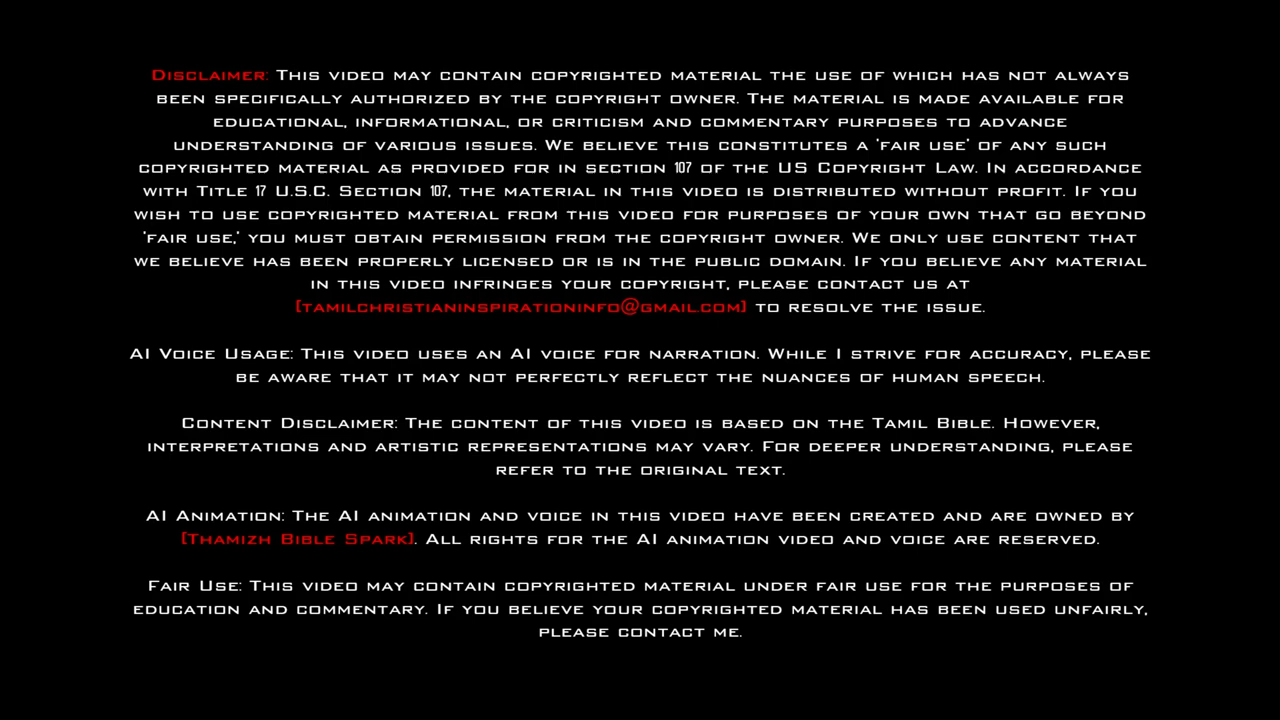 Disclaimer: This video may contain copyrighted material the use of which has not always
been specifically authorized by the copyright owner. The material is made available for
educational, informational, or criticism and commentary purposes to advance
understanding of various issues. We believe this constitutes a 'fair use' of any such
copyrighted material as provided for in section 107 of the US Copyright Law. In accordance
with Title 17 U.S.C. Section 107, the material in this video is distributed without profit. If you
wish to use copyrighted material from this video for purposes of your own that go beyond
'fair use,' you must obtain permission from the copyright owner. We only use content that
we believe has been properly licensed or is in the public domain. If you believe any material
in this video infringes your copyright, please contact us at
[tamilchristianinspirationinfo@gmail.com] to resolve the issue.
AI Voice Usage: This video uses an AI voice for narration. While I strive for accuracy, please
be aware that it may not perfectly reflect the nuances of human speech.
Content Disclaimer: The content of this video is based on the Tamil Bible. However,
interpretations and artistic representations may vary. For deeper understanding, please
refer to the original text.
AI Animation: The AI animation and voice in this video have been created and are owned by
[Thamizh Bible Spark]. All rights for the AI animation video and voice are reserved.
Fair Use: This video may contain copyrighted material under fair use for the purposes of
education and commentary. If you believe your copyrighted material has been used unfairly,
please contact me.